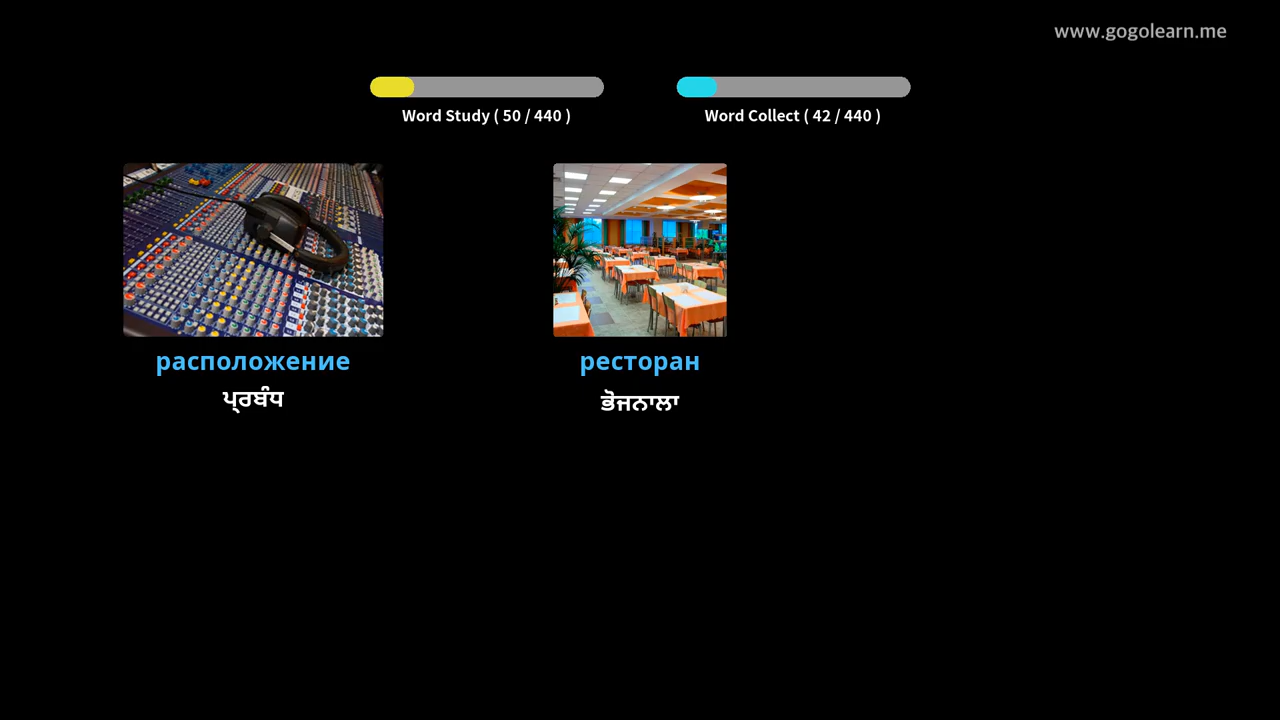 www.gogolearn.me
Word Study ( 50 / 440 )
Word Collect ( 42 / 440 )
расположение
ресторан
ਪ੍ਰਬੰਧ
ਭੋਜਨਾਲਾ